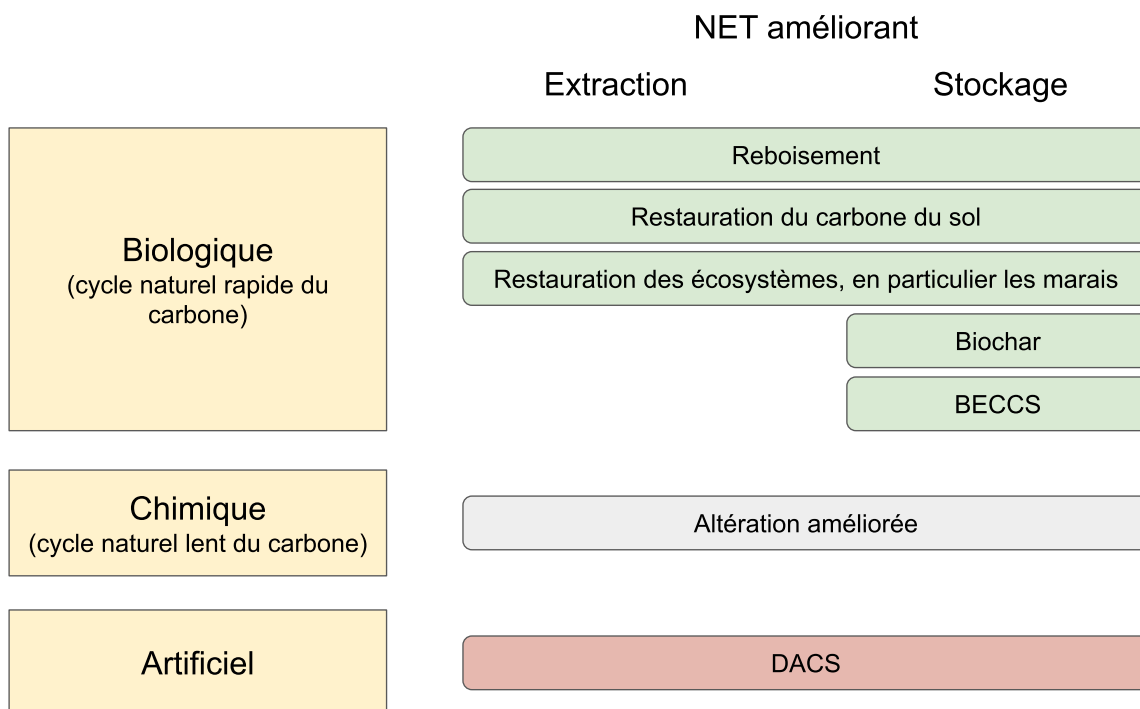 NET améliorant
Extraction
Stockage
Biologique
(cycle naturel rapide du
carbone)
Reboisement
Restauration du carbone du sol
Restauration des écosystèmes, en particulier les marais
Biochar
BECCS
Chimique
(cycle naturel lent du carbone)
Altération améliorée
Artificiel
DACS